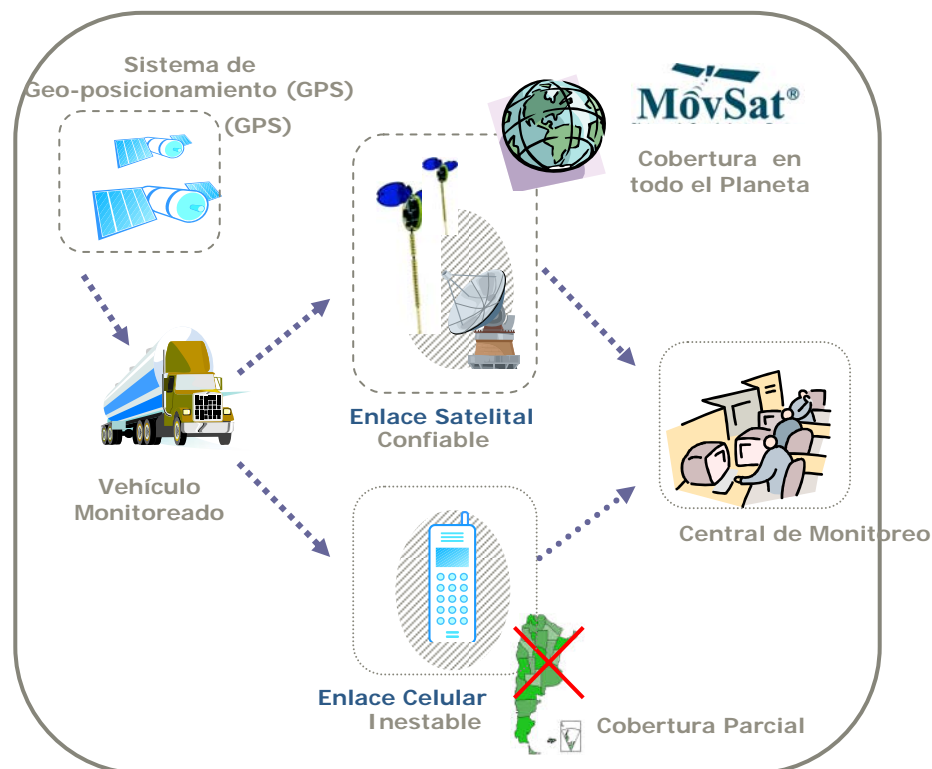 Sistema de
Geo-posicionamiento (GPS)
(GPS)
MôvSat®
Cobertura en
todo el Planeta
Enlace Satelital
Confiable
Vehículo
Monitoreado
Central de Monitoreo
Enlace Celular
Inestable
Cobertura Parcial